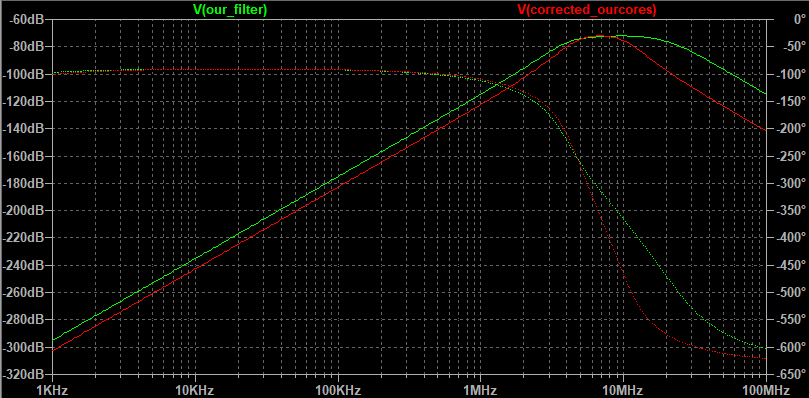 V(our_filter) V(corrected_ourcores)
-60dB 0°
-80dB -50°
-100dB -100°
-120dB -150°
-140dB -200°
-160dB -250°
-180dB -300°
-200dB -350°
-220dB -400°
-240dB -450°
-260dB -500°
-280dB -550°
-300dB -600°
-320dB -650°
1KHz 10KHz 100KHz 1MHz 10MHz 100MHz